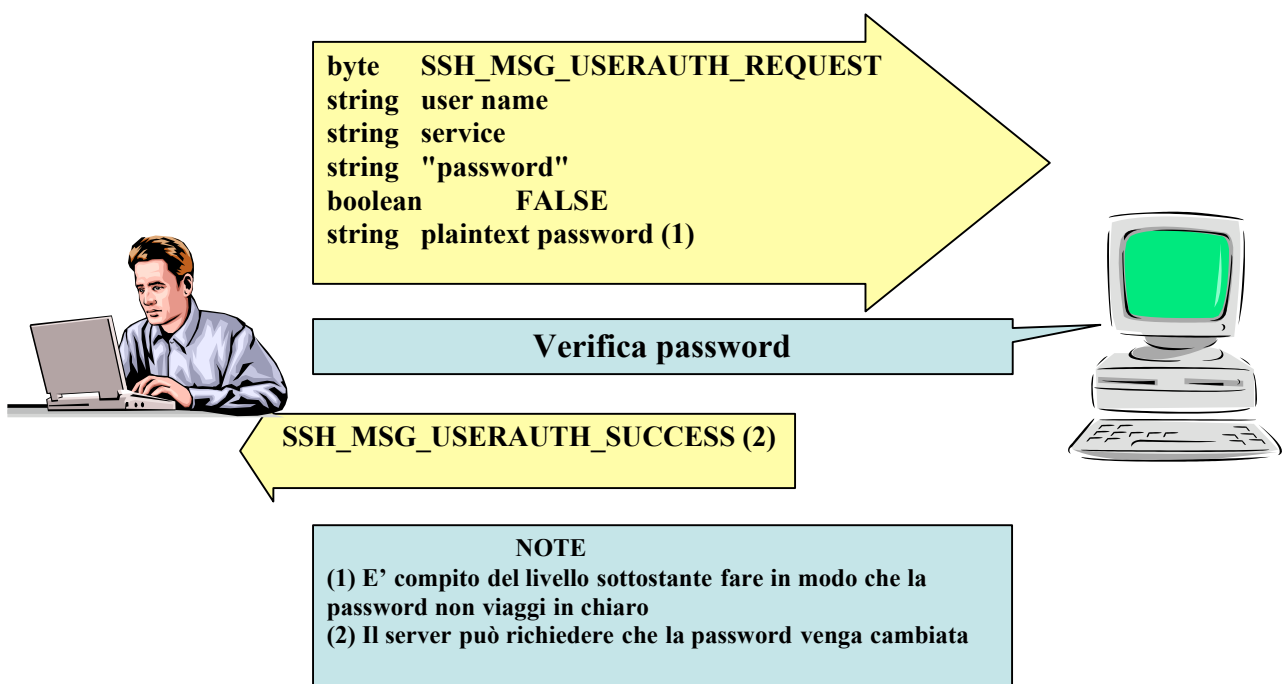 byte SSH_MSG_USERAUTH_REQUEST
string user name
string service
string "password"
boolean FALSE
string plaintext password (1)
Verifica password
SSH_MSG_USERAUTH_SUCCESS (2)
NOTE
(1) E’ compito del livello sottostante fare in modo che la
password non viaggi in chiaro
(2) Il server può richiedere che la password venga cambiata